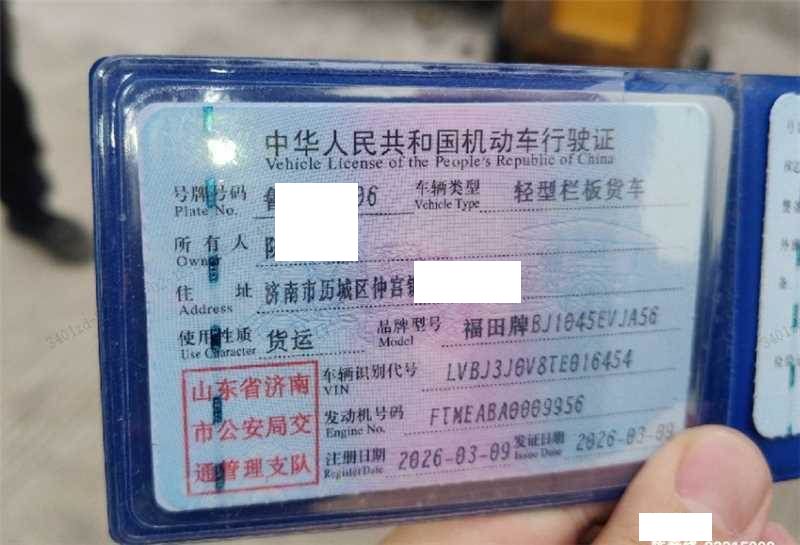 中华人民共和国机动车行驶证
Vehicle License of the People's Republic of China
号牌号码 鲁 06 车辆类型 轻型栏板货车
Plate No. Vehicle Type
所有人
Owner
住址 济南市历城区仲宫镇
Address
使用性质 货运 品牌型号 福田牌BJ1045EVJA56
Use Character Model
山东省济南
市公安局交
通管理支队
车辆识别代号 LVBJ3J0V8TE016454
VIN
发动机号码 FTMEABA0009956
Engine No.
注册日期 2026-03-09 发证日期 2026-03-09
Register Date Issue Date